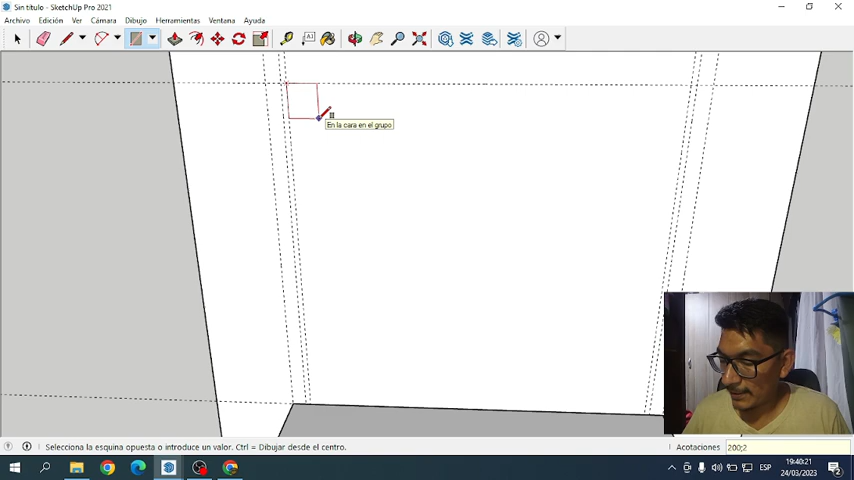 Sin título - SketchUp Pro 2021
Archivo Edición Ver Cámara Dibujo Herramientas Ventana Ayuda
A1
En la cara en el grupo
Selecciona la esquina opuesta o introduce un valor. Ctrl = Dibujar desde el centro.
Acotaciones 200;2
ESP
19:40:21
24/03/2023
2